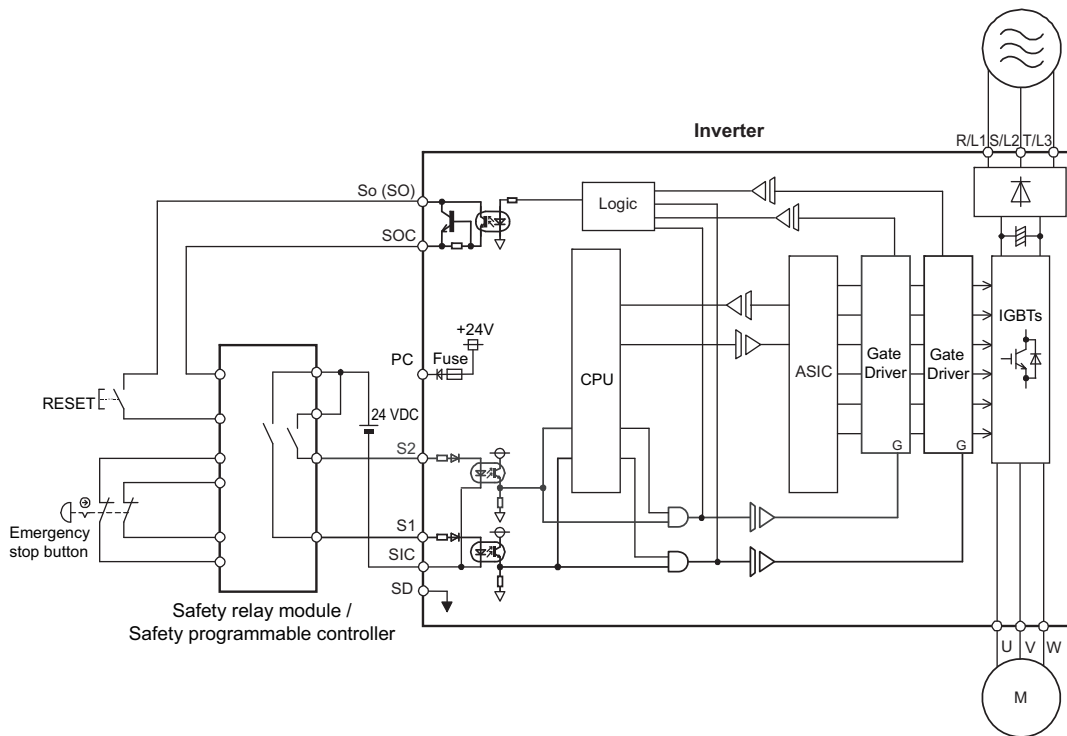 Inverter
R/L1 S/L2 T/L3
So (SO)
Logic
SOC
+24V
PC
Fuse
IGBTs
CPU
ASIC
Gate
Driver
Gate
Driver
RESET
24 VDC
S2
G
G
Emergency
stop button
S1
SIC
SD
Safety relay module /
Safety programmable controller
U V W
M